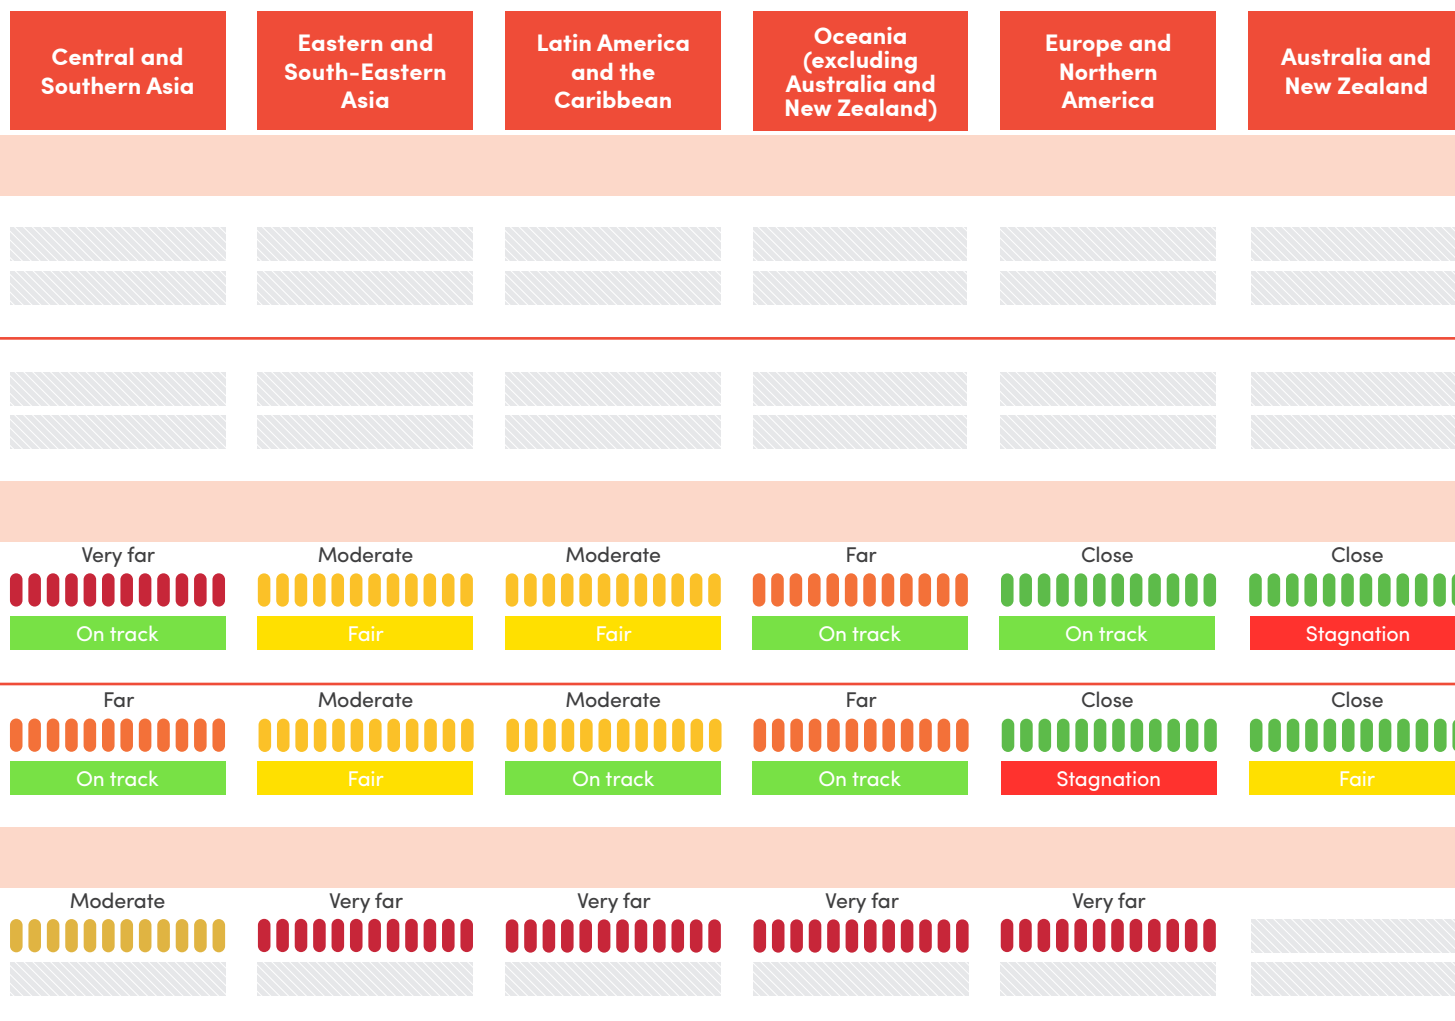 Central and
Southern Asia
Eastern and
South-Eastern
Asia
Latin America
and the
Caribbean
Oceania
(excluding
Australia and
New Zealand)
Europe and
Northern
America
Australia and
New Zealand
Very far
Moderate
Moderate
Far
Close
Close
On track
Fair
Fair
On track
On track
Stagnation
Far
Moderate
Moderate
Far
Close
Close
On track
Fair
On track
On track
Stagnation
Fair
Moderate
Very far
Very far
Very far
Very far